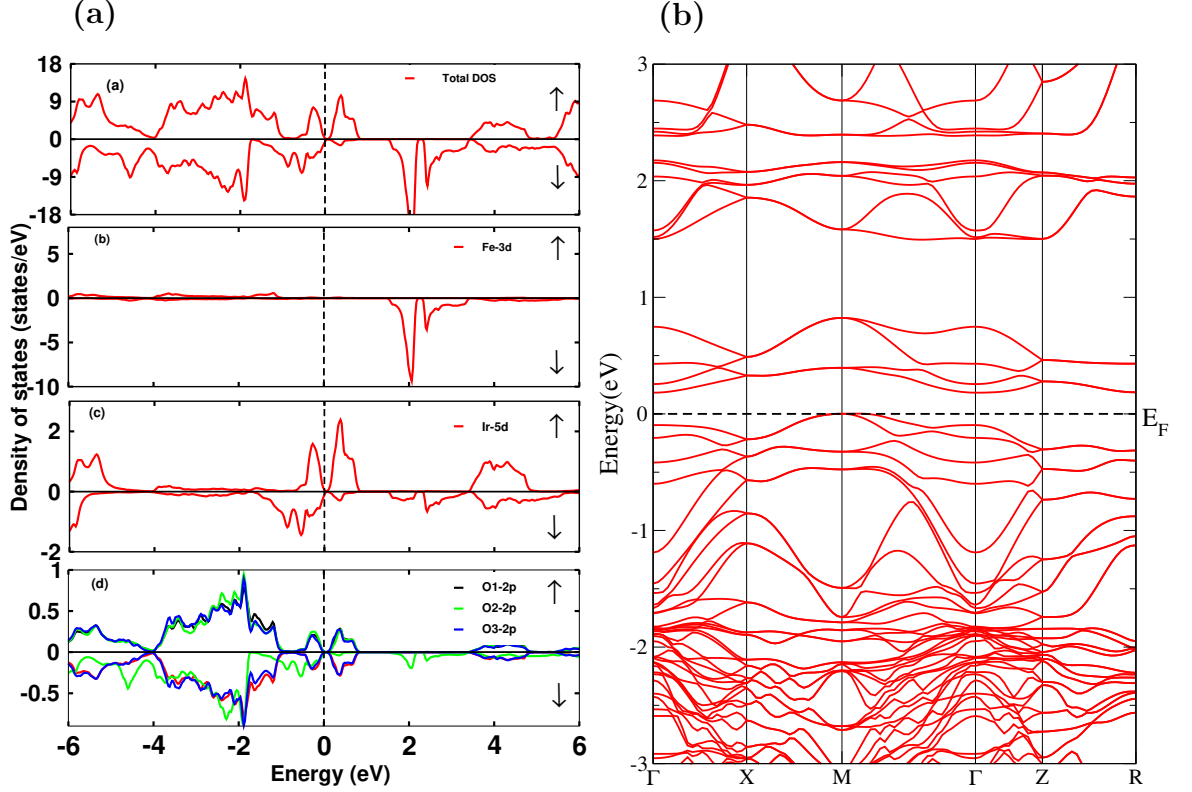 (a)
(b)
Density of states (states/eV)
18
9
0
-9
-18
(a)
Total DOS
↑
↓
5
0
-5
-10
(b)
Fe-3d
↑
↓
2
0
-2
(c)
Ir-5d
↑
↓
1
0.5
0
-0.5
(d)
O1-2p
O2-2p
O3-2p
↑
↓
-6 -4 -2 0 2 4 6
Energy (eV)
Energy(eV)
3
2
1
0
-1
-2
-3
E_F
Γ X M Γ Z R